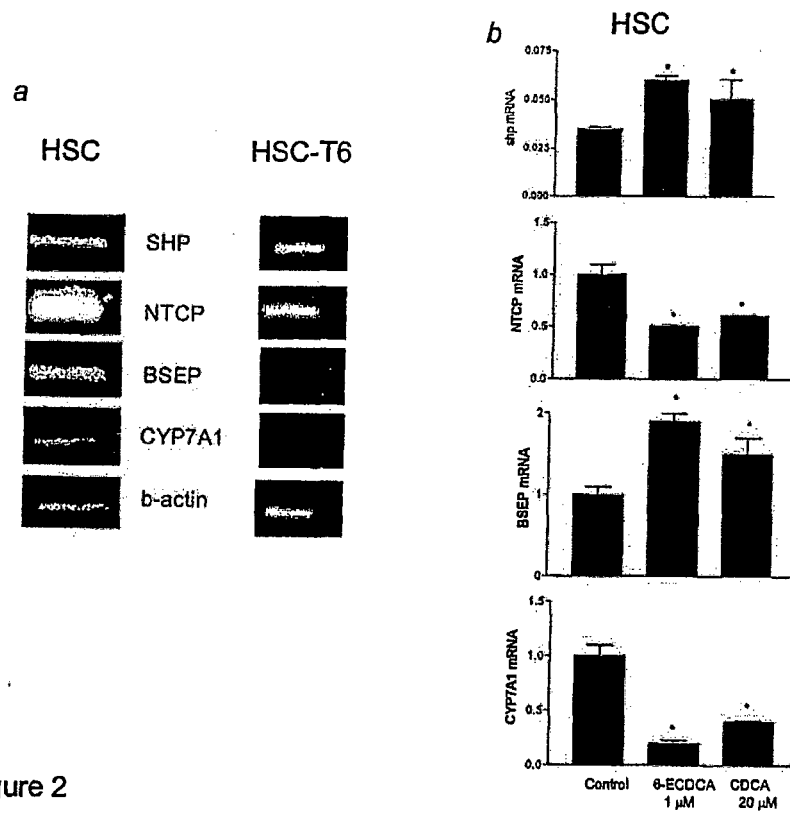 a
HSC
HSC-T6
SHP
NTCP
BSEP
CYP7A1
b-actin
b
HSC
shp mRNA
0.075
0.050
0.025
0.000
* *
NTCP mRNA
1.5
1.0
0.5
0.0
* *
BSEP mRNA
2
1
0
* *
CYP7A1 mRNA
1.5
1.0
0.5
0.0
* *
Control
6-ECDCA
1 µM
CDCA
20 µM
ure 2